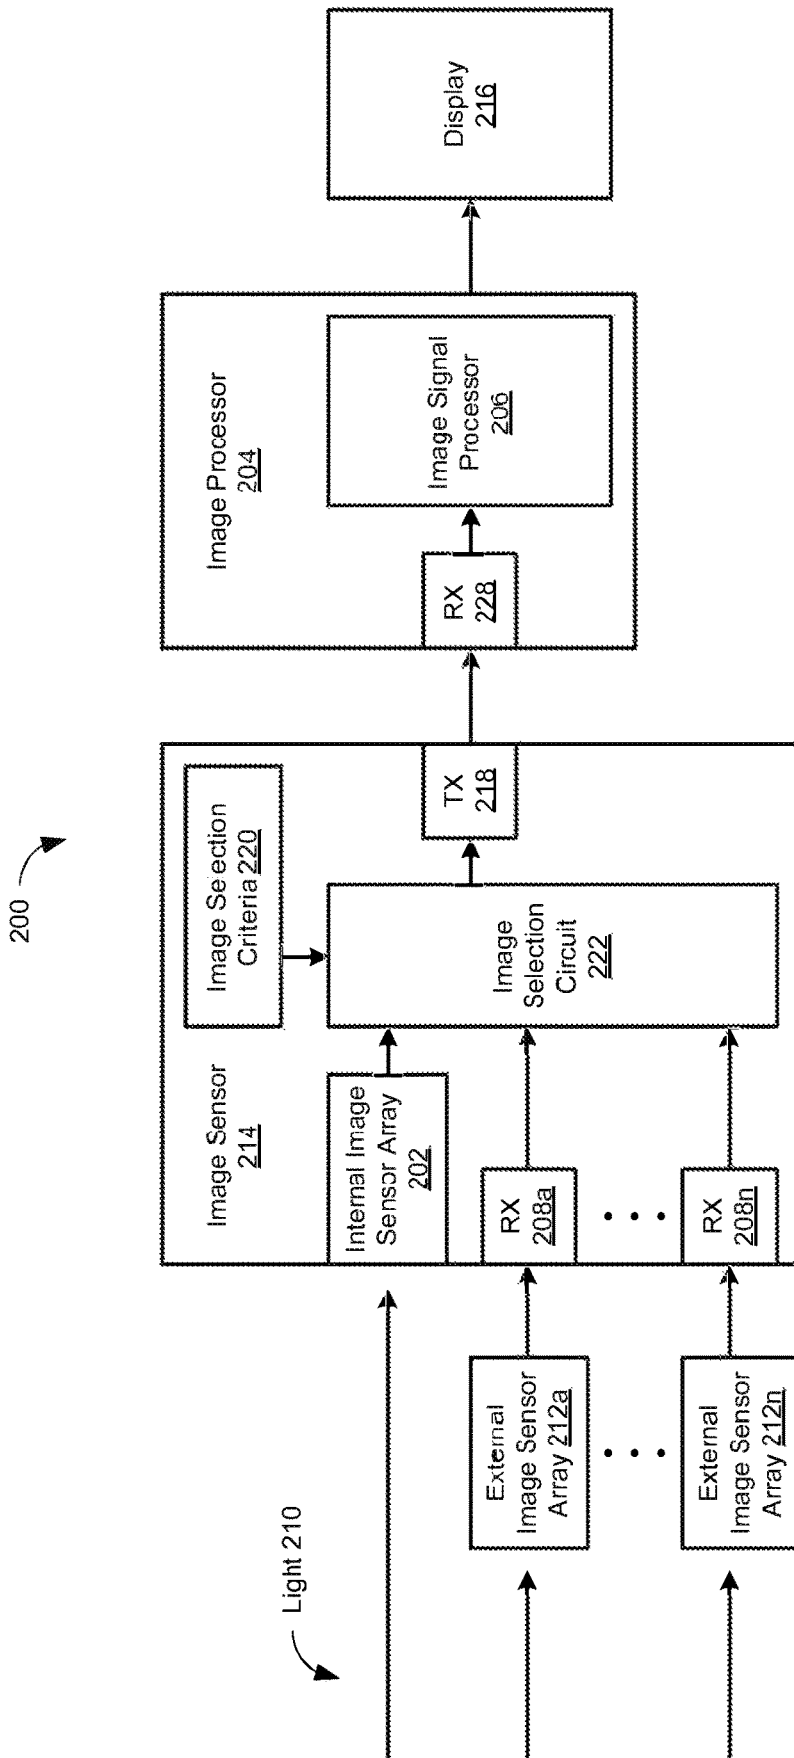 200
Light 210
Image Sensor
214
Image Selection
Criteria 220
Internal Image
Sensor Array
202
External
Image Sensor
Array 212a
RX
208a
External
Image Sensor
Array 212n
RX
208n
Image
Selection
Circuit
222
TX
218
Image Processor
204
RX
228
Image Signal
Processor
206
Display
216